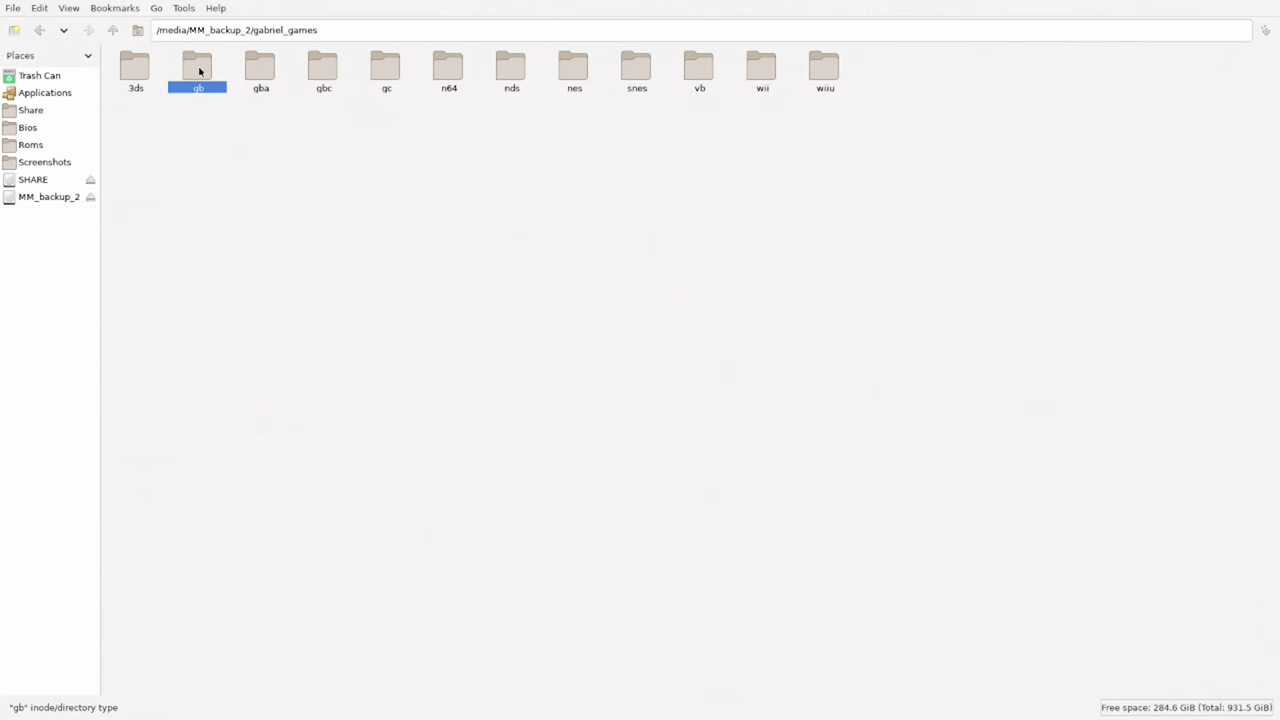 File Edit View Bookmarks Go Tools Help
/media/MM_backup_2/gabriel_games
Places
Trash Can
Applications
Share
Bios
Roms
Screenshots
SHARE
MM_backup_2
3ds gb gba gbc gc n64 nds nes snes vb wii wiiu
"gb" inode/directory type
Free space: 284.6 GiB (Total: 931.5 GiB)